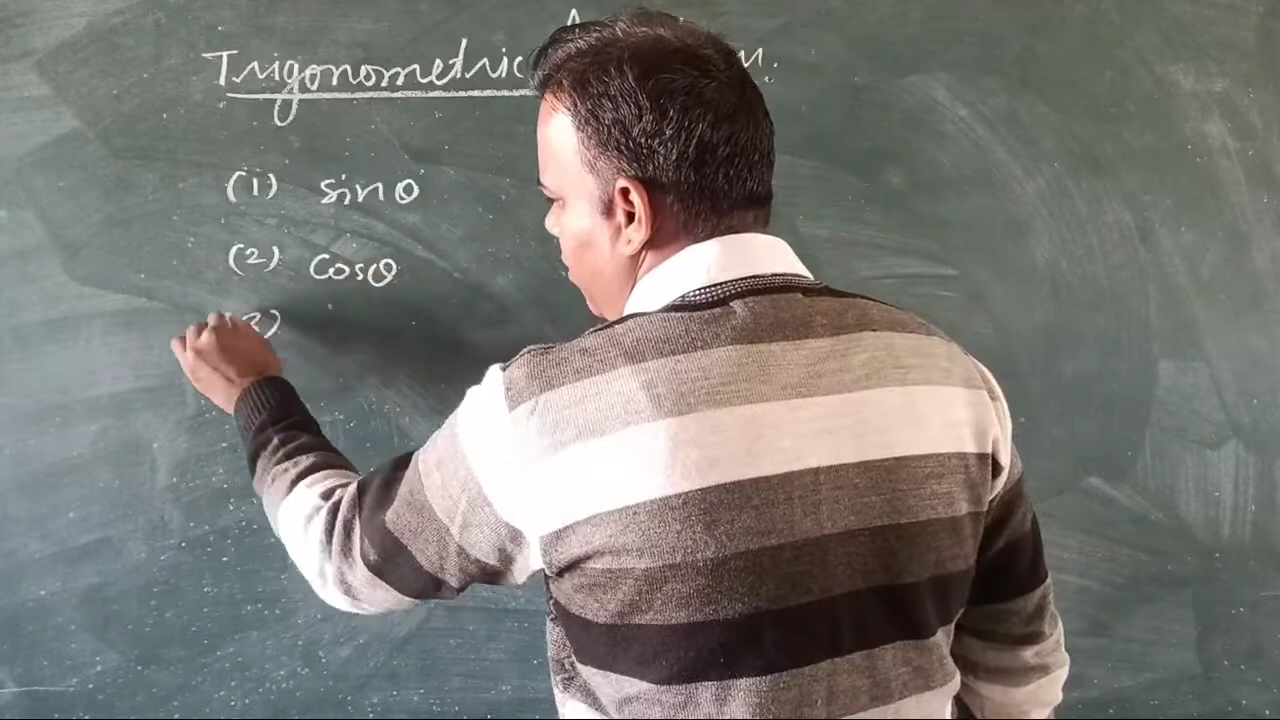 Trigonometric
(1) sinθ
(2) cosθ
(3)